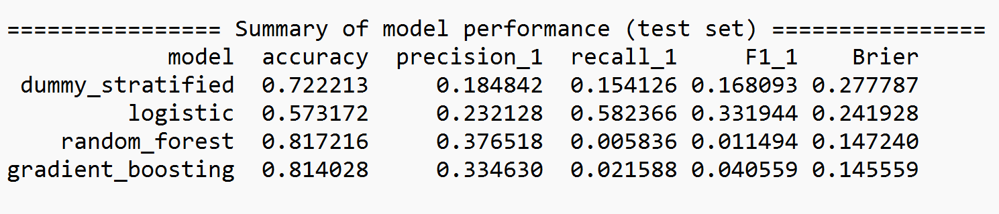 ================ Summary of model performance (test set) ================
model accuracy precision_1 recall_1 F1_1 Brier
dummy_stratified 0.722213 0.184842 0.154126 0.168093 0.277787
logistic 0.573172 0.232128 0.582366 0.331944 0.241928
random_forest 0.817216 0.376518 0.005836 0.011494 0.147240
gradient_boosting 0.814028 0.334630 0.021588 0.040559 0.145559